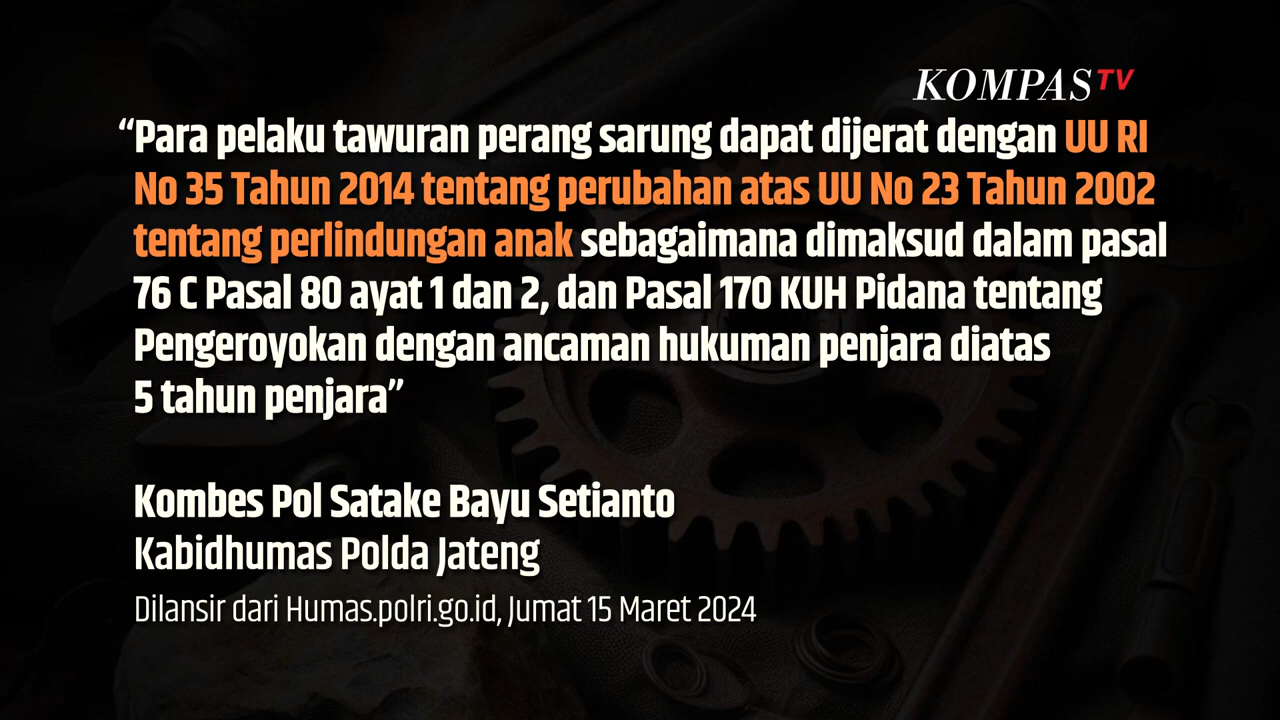 KOMPASTV
“Para pelaku tawuran perang sarung dapat dijerat dengan UU RI
No 35 Tahun 2014 tentang perubahan atas UU No 23 Tahun 2002
tentang perlindungan anak sebagaimana dimaksud dalam pasal
76 C Pasal 80 ayat 1 dan 2, dan Pasal 170 KUH Pidana tentang
Pengeroyokan dengan ancaman hukuman penjara diatas
5 tahun penjara”
Kombes Pol Satake Bayu Setianto
Kabidhumas Polda Jateng
Dilansir dari Humas.polri.go.id, Jumat 15 Maret 2024